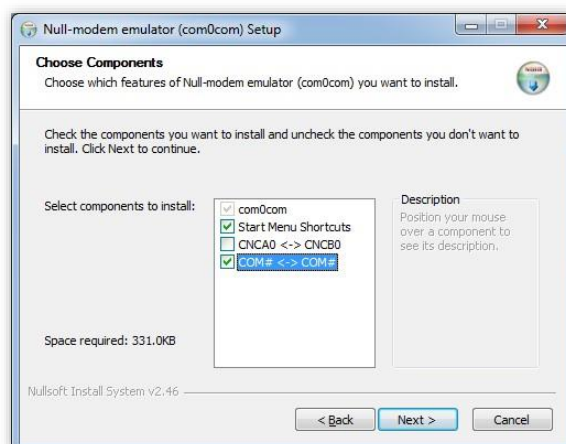 Null-modem emulator (com0com) Setup
Choose Components
Choose which features of Null-modem emulator (com0com) you want to install.
Check the components you want to install and uncheck the components you don't want to
install. Click Next to continue.
Select components to install:
com0com
Start Menu Shortcuts
CNCA0 <-> CNCB0
COM# <-> COM#
Description
Position your mouse
over a component to
see its description.
Space required: 331.0KB
Nullsoft Install System v2.46
< Back
Next >
Cancel